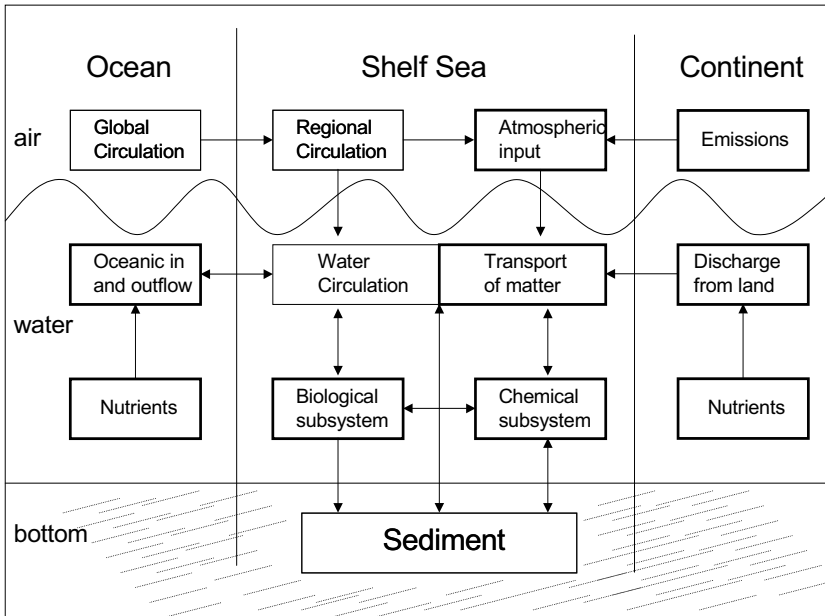 Ocean
Shelf Sea
Continent
air
Global
Circulation
Regional
Circulation
Atmospheric
input
Emissions
Oceanic in
and outflow
Water
Circulation
Transport
of matter
Discharge
from land
water
Nutrients
Biological
subsystem
Chemical
subsystem
Nutrients
bottom
Sediment